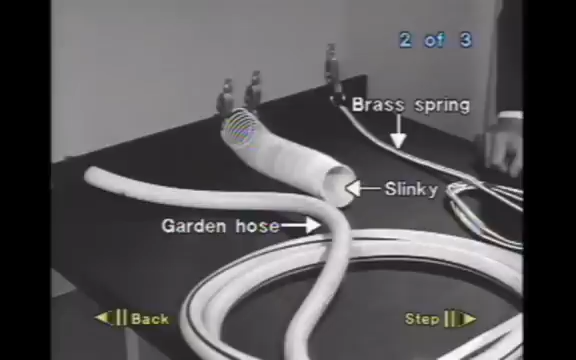 2 of 3
Brass spring
Slinky
Garden hose
Back
Step